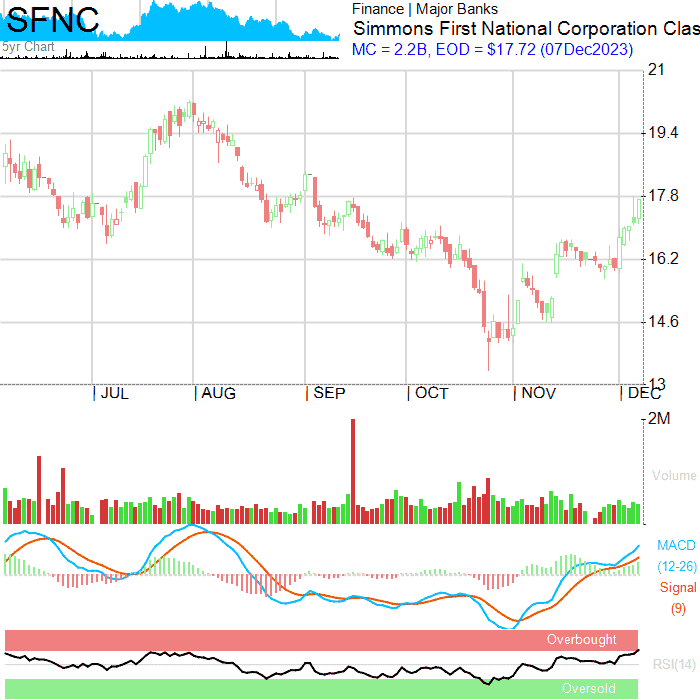 SFNC
5yr Chart
Finance | Major Banks
Simmons First National Corporation Clas
MC = 2.2B, EOD = $17.72 (07Dec2023)
21
19.4
17.8
16.2
14.6
13
JUL AUG SEP OCT NOV DEC
2M
Volume
MACD
(12-26)
Signal
(9)
Overbought
RSI(14)
Oversold